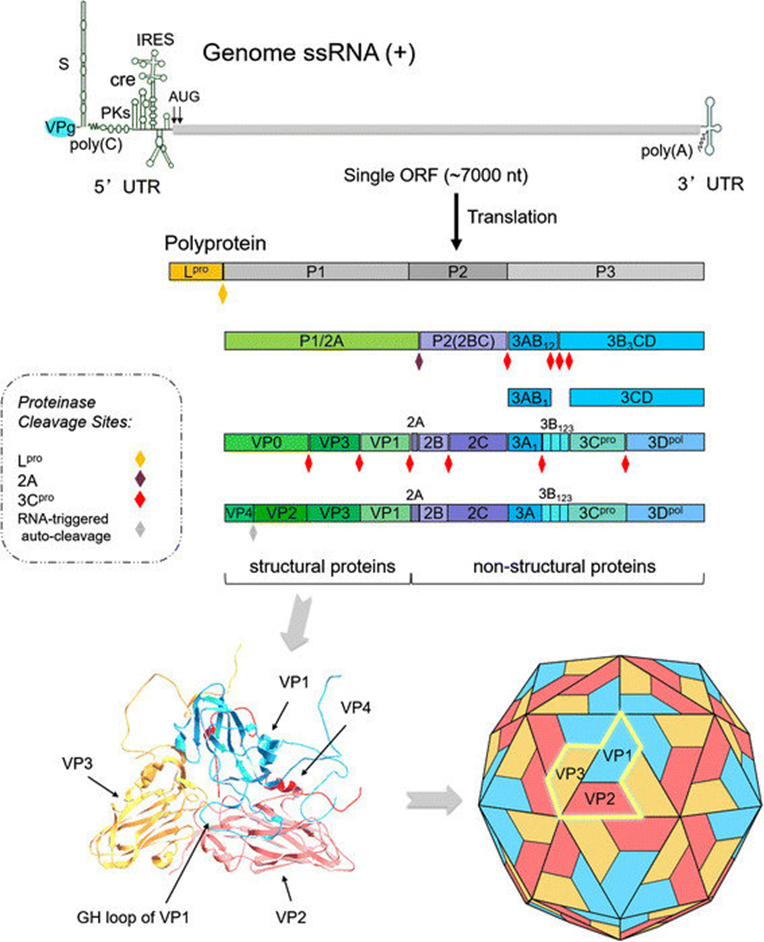 IRES
Genome ssRNA (+)
S
cre
AUG
PKs
VPg
poly(C)
poly(A)
5' UTR
Single ORF (~7000 nt)
3' UTR
Translation
Polyprotein
Lpro P1 P2 P3
P1/2A P2(2BC) 3AB12 3B3CD
3AB1 3CD
2A 3B123
VP0 VP3 VP1 2B 2C 3A1 3Cpro 3Dpol
2A 3B123
VP4 VP2 VP3 VP1 2B 2C 3A 3Cpro 3Dpol
Proteinase
Cleavage Sites:
Lpro
2A
3Cpro
RNA-triggered
auto-cleavage
structural proteins non-structural proteins
VP1
VP4
VP3
GH loop of VP1
VP2
VP1
VP3
VP2